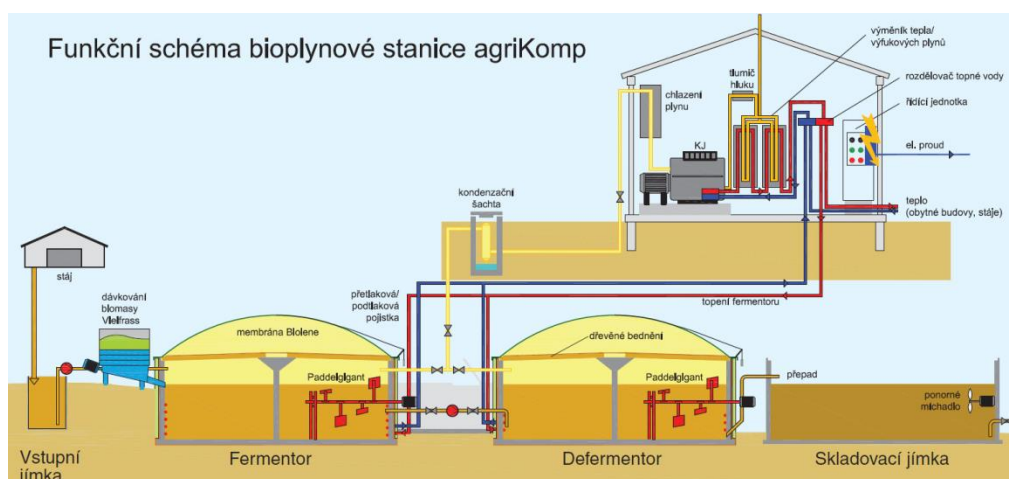 Funkční schéma bioplynové stanice agriKomp
výměník tepla/
výfukových plynů
tlumič
hluku
rozdělovač topné vody
chlazení
plynu
řídící jednotka
KJ
el. proud
kondenzační
šachta
teplo
(obytné budovy, stáje)
stáj
dávkování
biomasy
Vielfrass
přetlaková/
podtlaková
pojistka
topení fermentoru
membrána Biolene
dřevěné bednění
přepad
Paddelgigant
Paddelgigant
ponorné
míchadlo
Vstupní
jímka
Fermentor
Defermentor
Skladovací jímka